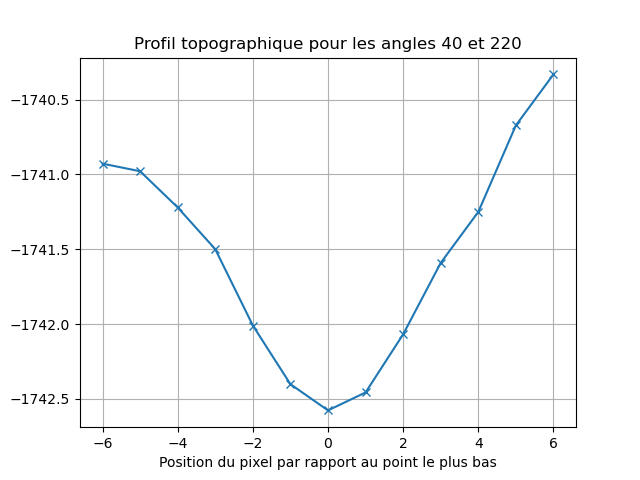 Profil topographique pour les angles 40 et 220
−1740.5
−1741.0
−1741.5
−1742.0
−1742.5
−6 −4 −2 0 2 4 6
Position du pixel par rapport au point le plus bas